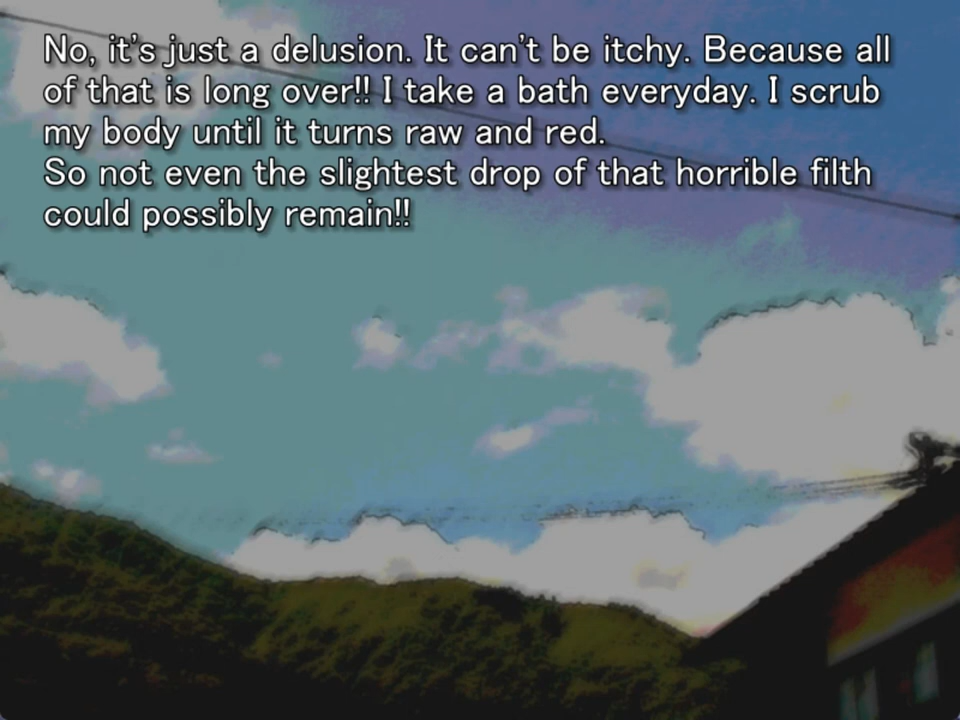 No, it's just a delusion. It can't be itchy. Because all
of that is long over!! I take a bath everyday. I scrub
my body until it turns raw and red.
So not even the slightest drop of that horrible filth
could possibly remain!!